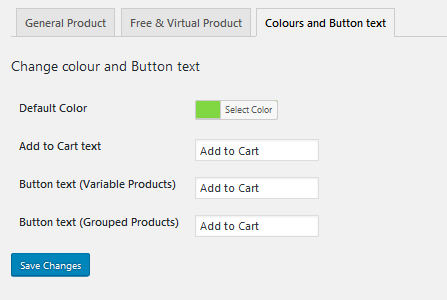 General Product Free & Virtual Product Colours and Button text
Change colour and Button text
Default Color Select Color
Add to Cart text Add to Cart
Button text (Variable Products) Add to Cart
Button text (Grouped Products) Add to Cart
Save Changes